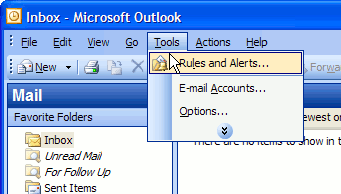 Inbox - Microsoft Outlook
File Edit View Go Tools Actions Help
New
Rules and Alerts...
E-mail Accounts...
Options...
Mail
Favorite Folders
Inbox
Unread Mail
For Follow Up
Sent Items
There are no items to show in t